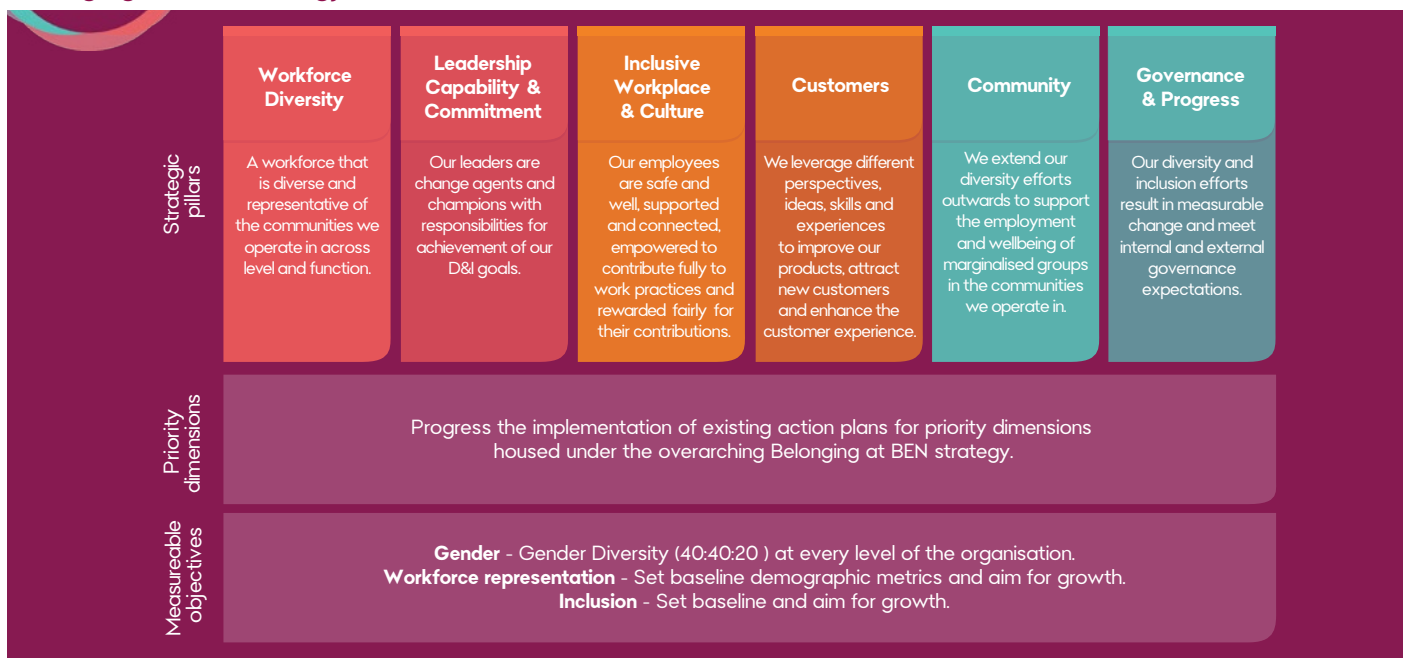 Workforce
Diversity
Leadership
Capability &
Commitment
Inclusive
Workplace
& Culture
Customers
Community
Governance
& Progress
Strategic
pillars
A workforce that
is diverse and
representative of
the communities we
operate in across
level and function.
Our leaders are
change agents and
champions with
responsibilities for
achievement of our
D&I goals.
Our employees
are safe and
well, supported
and connected,
empowered to
contribute fully to
work practices and
rewarded fairly for
their contributions.
We leverage different
perspectives,
ideas, skills and
experiences
to improve our
products, attract
new customers
and enhance the
customer experience.
We extend our
diversity efforts
outwards to support
the employment
and wellbeing of
marginalised groups
in the communities
we operate in.
Our diversity and
inclusion efforts
result in measurable
change and meet
internal and external
governance
expectations.
Priority
dimensions
Progress the implementation of existing action plans for priority dimensions
housed under the overarching Belonging at BEN strategy.
Measureable
objectives
Gender - Gender Diversity (40:40:20 ) at every level of the organisation.
Workforce representation - Set baseline demographic metrics and aim for growth.
Inclusion - Set baseline and aim for growth.